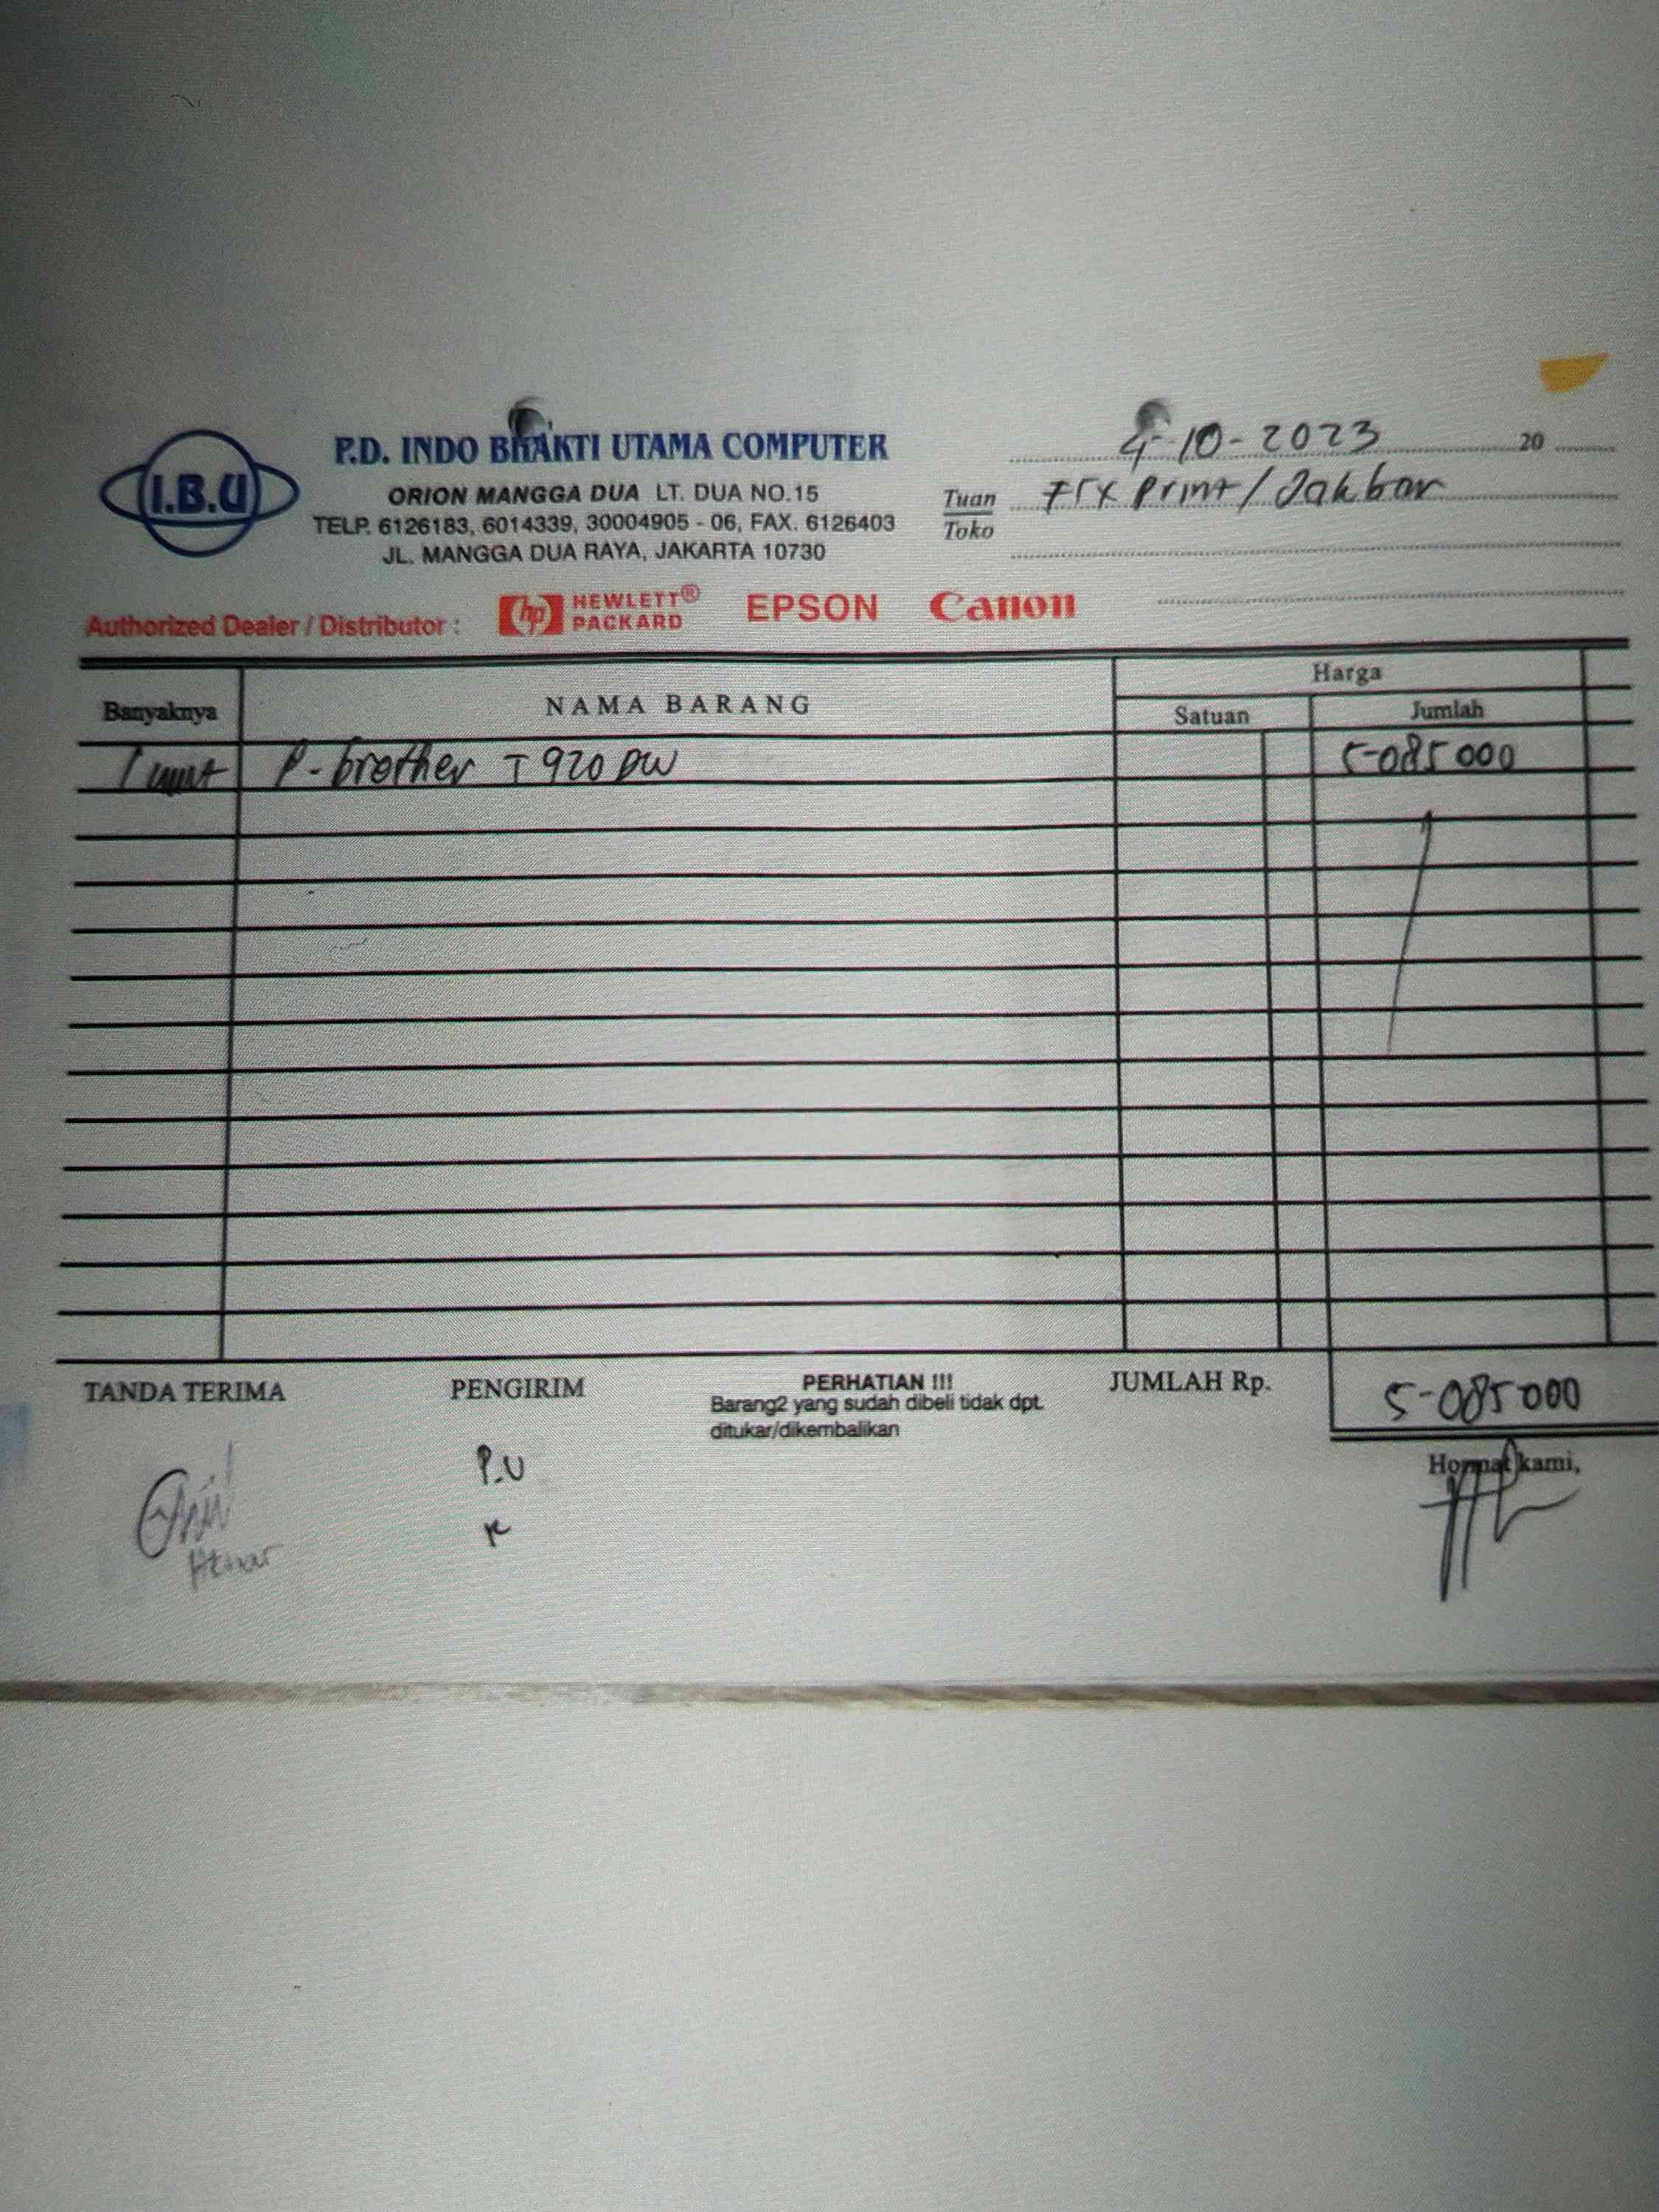 I.B.U
P.D. INDO BHAKTI UTAMA COMPUTER
ORION MANGGA DUA LT. DUA NO.15
TELP. 6126183, 6014339, 30004905 - 06, FAX. 6126403
JL. MANGGA DUA RAYA, JAKARTA 10730
4-10-2023 20
Tuan
Toko
Print / Jakbar
Authorized Dealer / Distributor : hp HEWLETT® PACKARD EPSON Canon
Banyaknya NAMA BARANG Harga
Satuan Jumlah
1 unit P-brother T920DW 5-085000
TANDA TERIMA PENGIRIM PERHATIAN !!! JUMLAH Rp. 5-085000
Barang2 yang sudah dibeli tidak dpt.
ditukar/dikembalikan
Hormat kami,
P.U